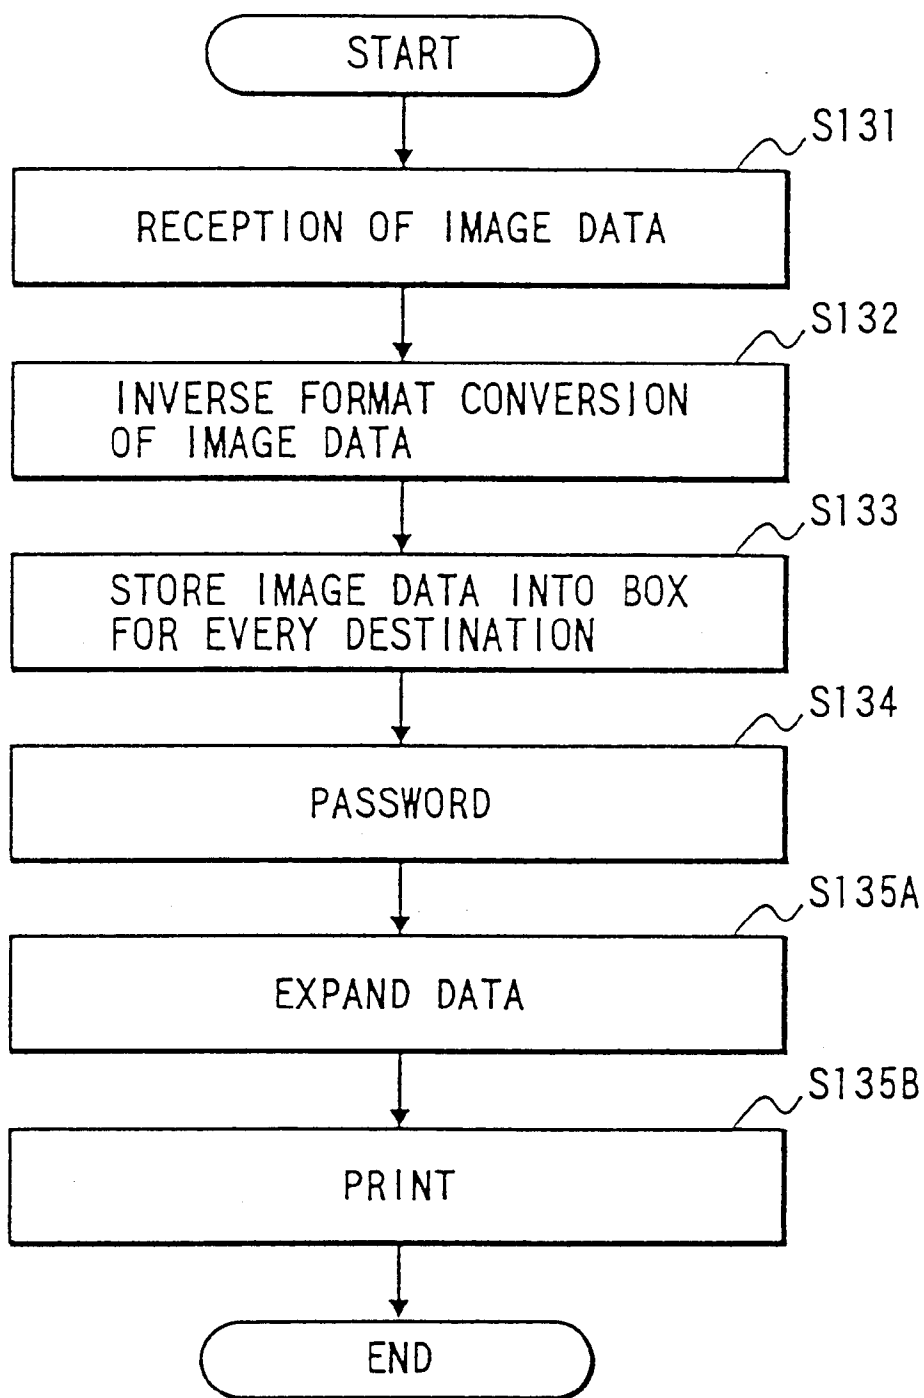 START
S131
RECEPTION OF IMAGE DATA
S132
INVERSE FORMAT CONVERSION
OF IMAGE DATA
S133
STORE IMAGE DATA INTO BOX
FOR EVERY DESTINATION
S134
PASSWORD
S135A
EXPAND DATA
S135B
PRINT
END